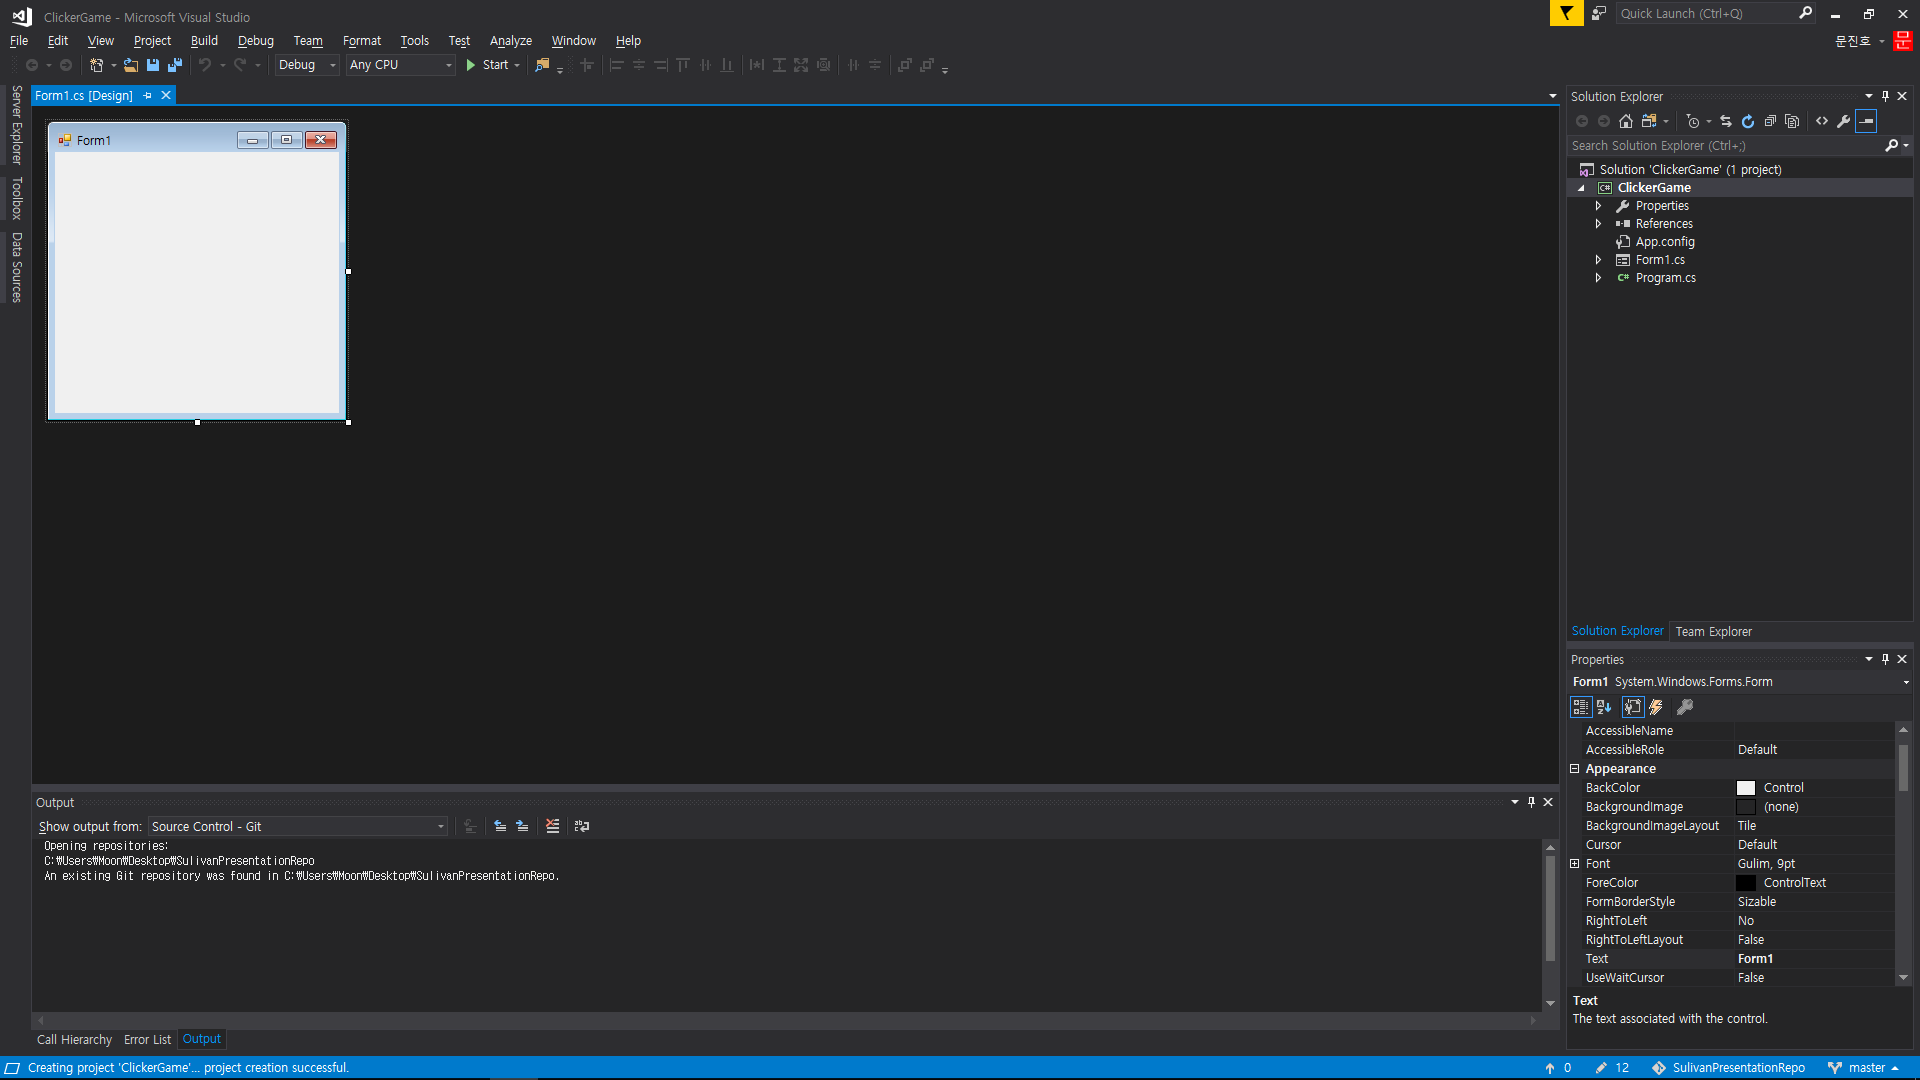 ClickerGame - Microsoft Visual Studio
Quick Launch (Ctrl+Q)
File Edit View Project Build Debug Team Format Tools Test Analyze Window Help
문진호
문
Debug Any CPU Start
Server Explorer
Toolbox
Data Sources
Form1.cs [Design]
Form1
Solution Explorer
Search Solution Explorer (Ctrl+;)
Solution 'ClickerGame' (1 project)
C# ClickerGame
Properties
References
App.config
Form1.cs
C# Program.cs
Solution Explorer Team Explorer
Properties
Form1 System.Windows.Forms.Form
AccessibleName
AccessibleRole Default
Appearance
BackColor Control
BackgroundImage (none)
BackgroundImageLayout Tile
Cursor Default
Font Gulim, 9pt
ForeColor ControlText
FormBorderStyle Sizable
RightToLeft No
RightToLeftLayout False
Text Form1
UseWaitCursor False
Text
The text associated with the control.
Output
Show output from: Source Control - Git
Opening repositories:
C:₩Users₩Moon₩Desktop₩SulivanPresentationRepo
An existing Git repository was found in C:₩Users₩Moon₩Desktop₩SulivanPresentationRepo.
Call Hierarchy Error List Output
Creating project 'ClickerGame'... project creation successful.
0 12 SulivanPresentationRepo master